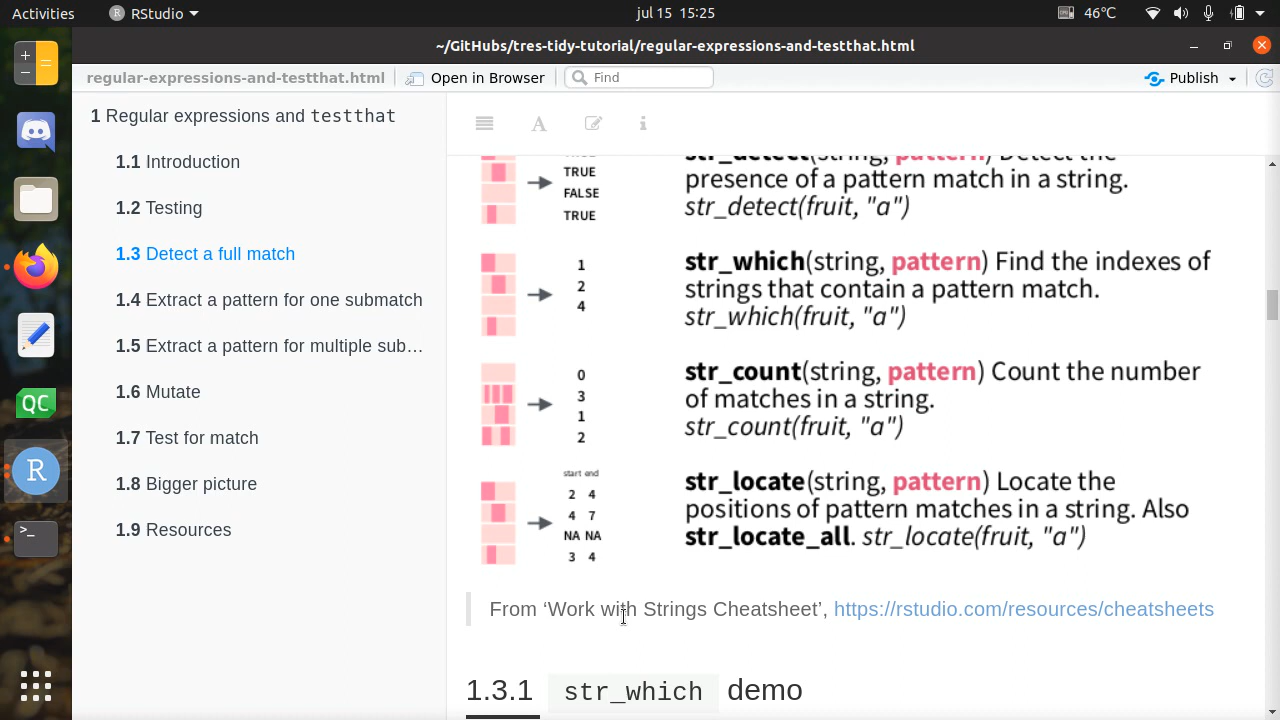 Activities
RStudio
jul 15 15:25
46°C
~/GitHubs/tres-tidy-tutorial/regular-expressions-and-testthat.html
regular-expressions-and-testthat.html
Open in Browser
Find
Publish
1 Regular expressions and testthat
1.1 Introduction
1.2 Testing
1.3 Detect a full match
1.4 Extract a pattern for one submatch
1.5 Extract a pattern for multiple sub…
1.6 Mutate
1.7 Test for match
1.8 Bigger picture
1.9 Resources
QC
R
>_
A
i
TRUE
FALSE
TRUE
str_detect(string, pattern) Detect the
presence of a pattern match in a string.
str_detect(fruit, "a")
1
2
4
str_which(string, pattern) Find the indexes of
strings that contain a pattern match.
str_which(fruit, "a")
0
3
1
2
str_count(string, pattern) Count the number
of matches in a string.
str_count(fruit, "a")
start end
2 4
4 7
NA NA
3 4
str_locate(string, pattern) Locate the
positions of pattern matches in a string. Also
str_locate_all. str_locate(fruit, "a")
From ‘Work with Strings Cheatsheet’, https://rstudio.com/resources/cheatsheets
1.3.1 str_which demo